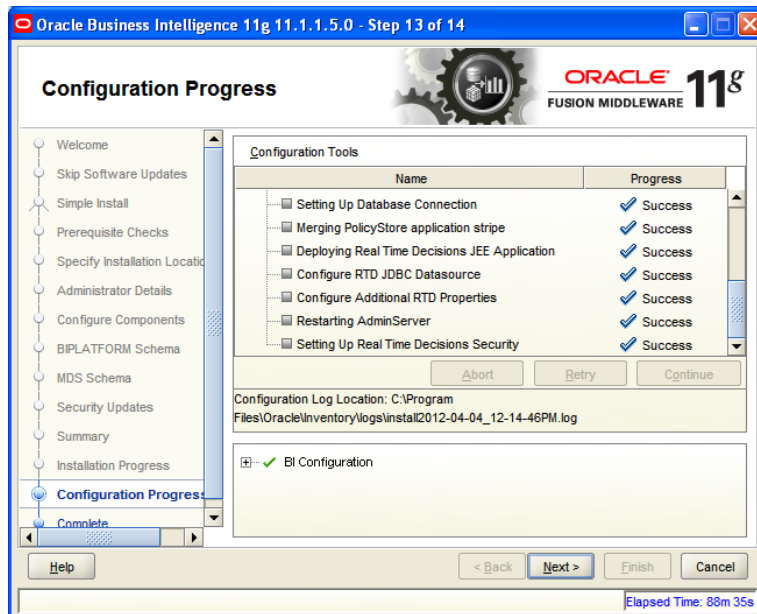 Oracle Business Intelligence 11g 11.1.1.5.0 - Step 13 of 14
Configuration Progress
ORACLE
FUSION MIDDLEWARE 11g
Welcome
Skip Software Updates
Simple Install
Prerequisite Checks
Specify Installation Locatio
Administrator Details
Configure Components
BIPLATFORM Schema
MDS Schema
Security Updates
Summary
Installation Progress
Configuration Progress
Complete
Configuration Tools
Name Progress
Setting Up Database Connection Success
Merging PolicyStore application stripe Success
Deploying Real Time Decisions JEE Application Success
Configure RTD JDBC Datasource Success
Configure Additional RTD Properties Success
Restarting AdminServer Success
Setting Up Real Time Decisions Security Success
Abort Retry Continue
Configuration Log Location: C:\Program
Files\Oracle\Inventory\logs\install2012-04-04_12-14-46PM.log
BI Configuration
Help < Back Next > Finish Cancel
Elapsed Time: 88m 35s